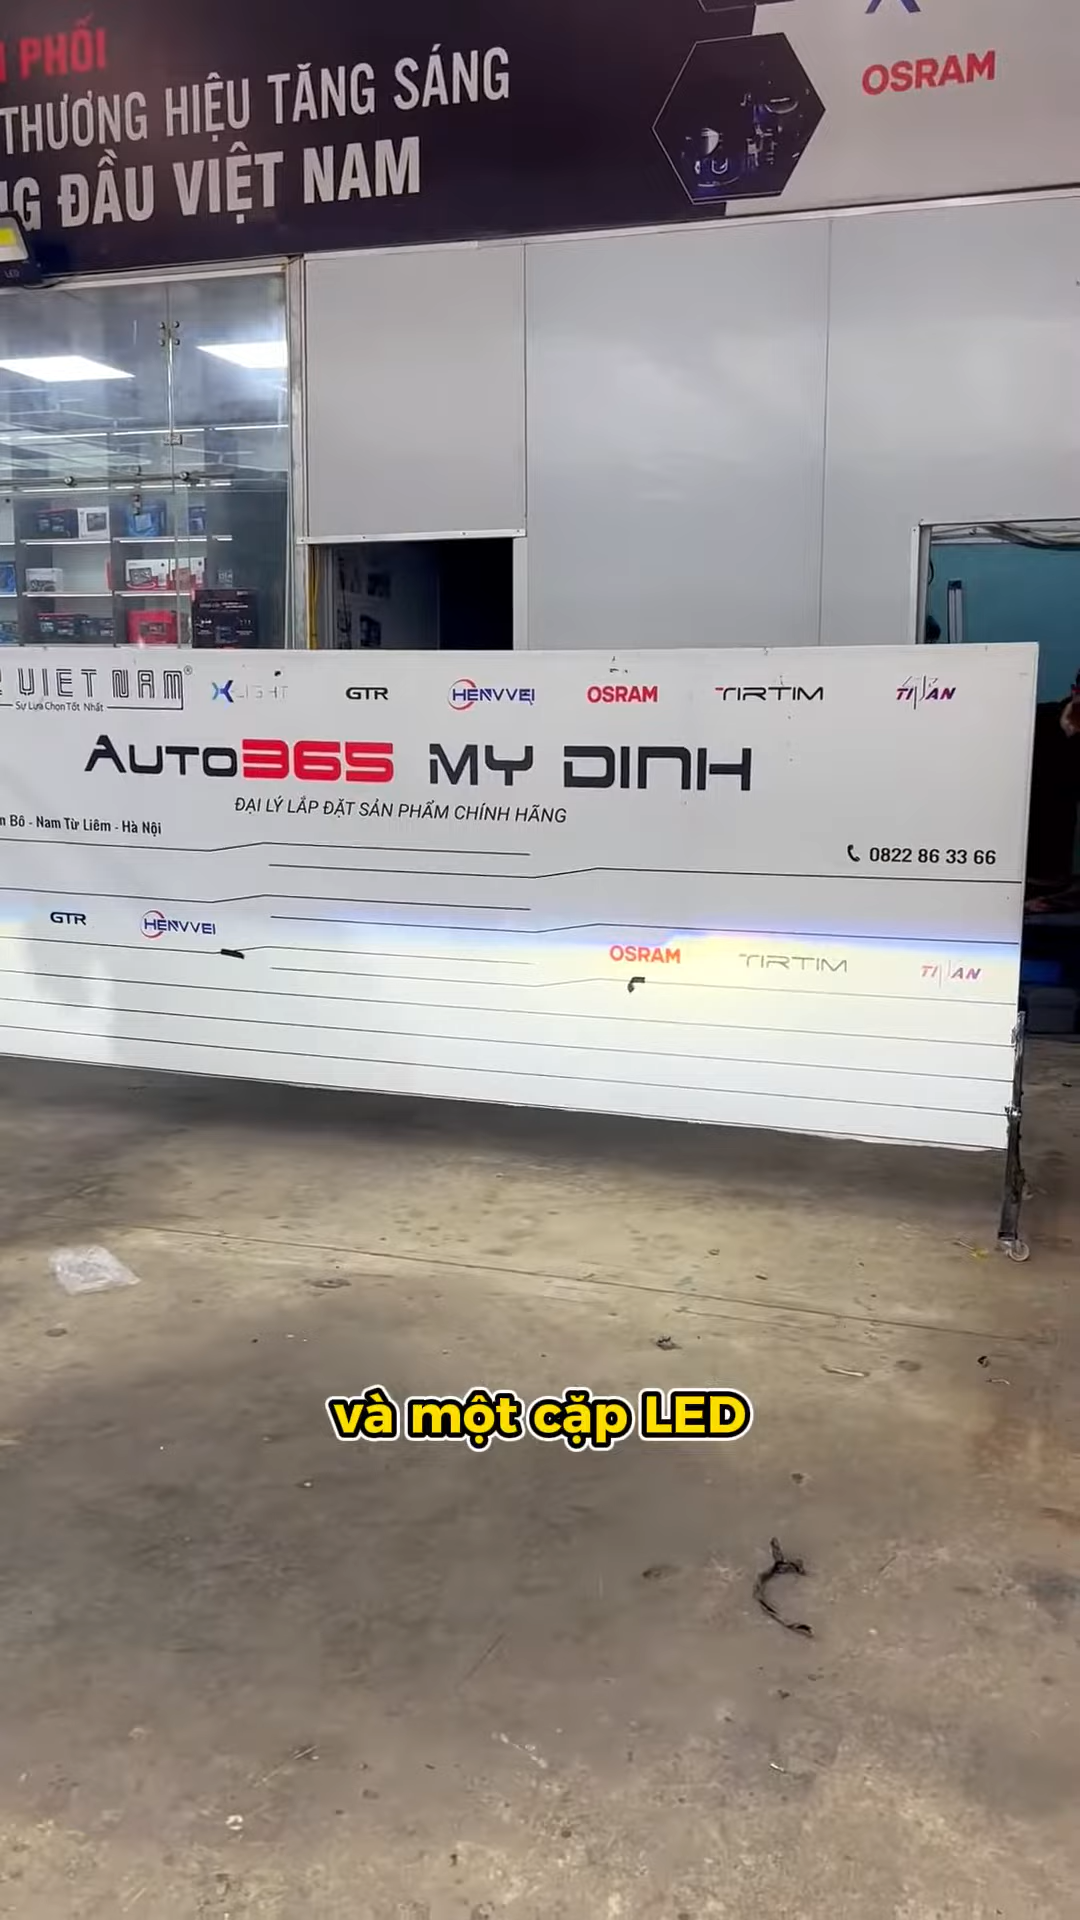 PHỐI
OSRAM
THƯƠNG HIỆU TĂNG SÁNG
ĐẦU VIỆT NAM
LED
VIET NAM®
Sự Lựa Chọn Tốt Nhất
X-LIGHT
GTR
HENVVEI
OSRAM
TIRTIM
TITAN
AUTO365 MY DINH
ĐẠI LÝ LẮP ĐẶT SẢN PHẨM CHÍNH HÃNG
Bô - Nam Từ Liêm - Hà Nội
0822 86 33 66
GTR
HENVVEI
OSRAM
TIRTIM
TITAN
và một cặp LED